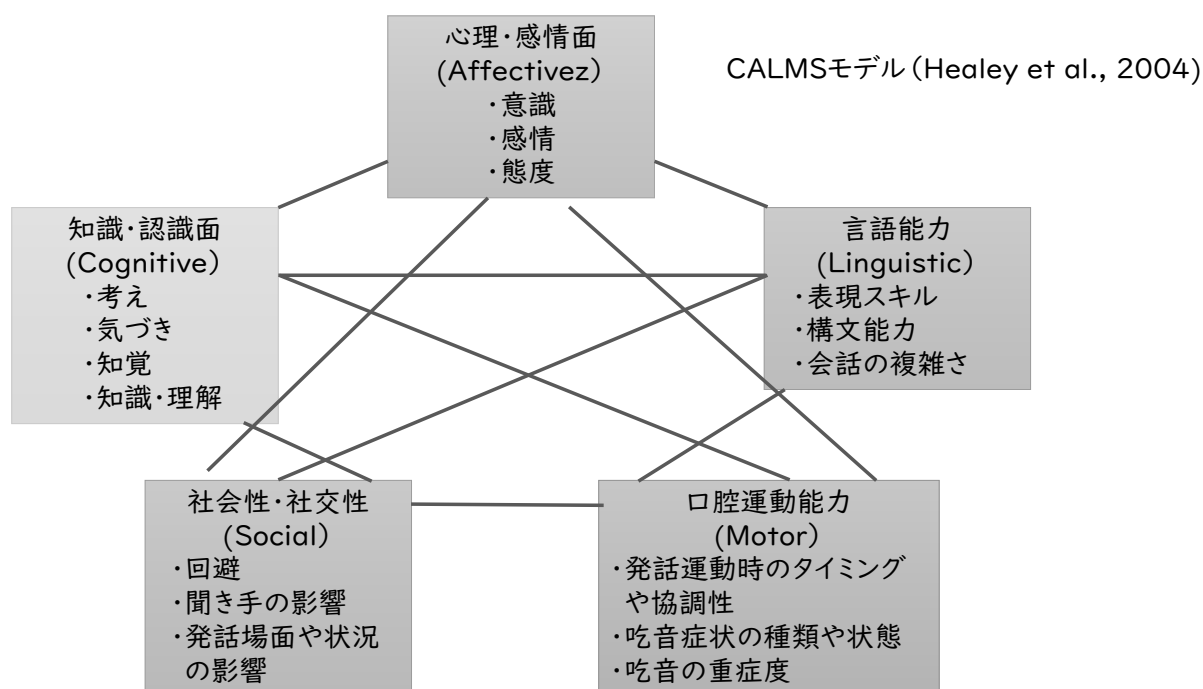 心理・感情面
(Affectivez)
・意識
・感情
・態度
CALMSモデル(Healey et al., 2004)
知識・認識面
(Cognitive)
・考え
・気づき
・知覚
・知識・理解
言語能力
(Linguistic)
・表現スキル
・構文能力
・会話の複雑さ
社会性・社交性
(Social)
・回避
・聞き手の影響
・発話場面や状況
の影響
口腔運動能力
(Motor)
・発話運動時のタイミング
や協調性
・吃音症状の種類や状態
・吃音の重症度